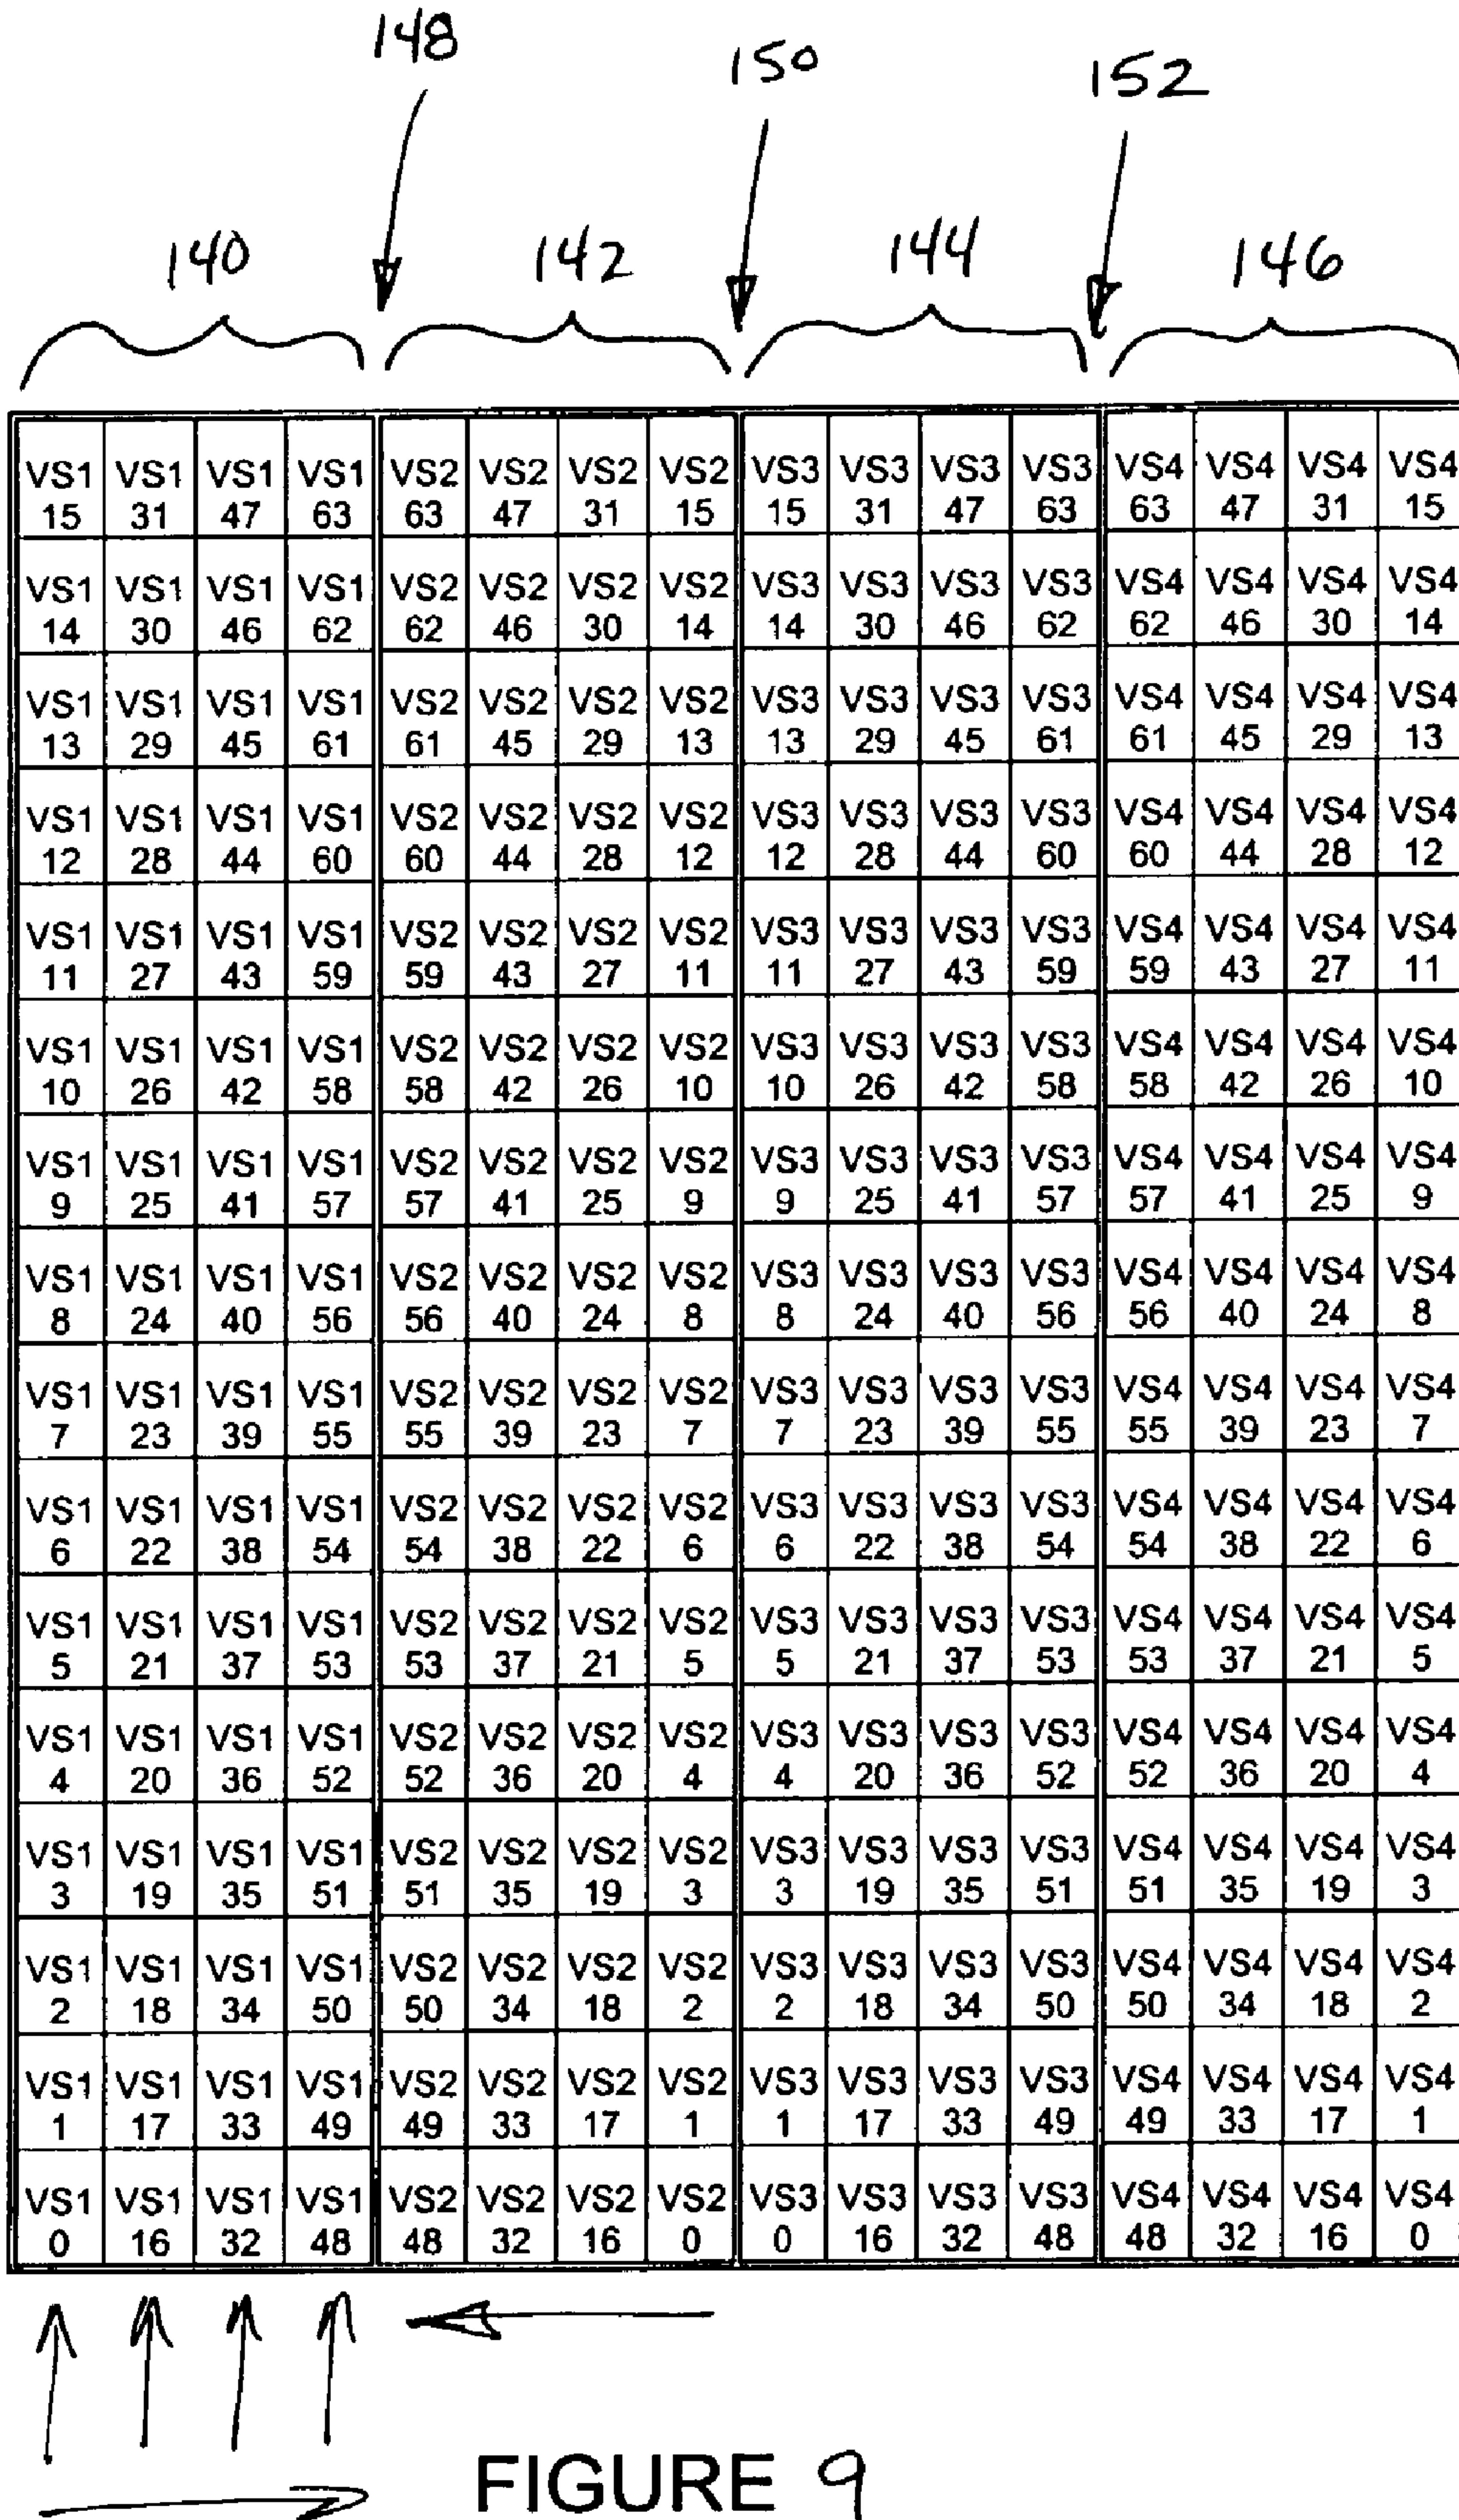 148
150
152
140
142
144
146
VS1 VS1 VS1 VS1 VS2 VS2 VS2 VS2 VS3 VS3 VS3 VS3 VS4 VS4 VS4 VS4
15 31 47 63 63 47 31 15 15 31 47 63 63 47 31 15
VS1 VS1 VS1 VS1 VS2 VS2 VS2 VS2 VS3 VS3 VS3 VS3 VS4 VS4 VS4 VS4
14 30 46 62 62 46 30 14 14 30 46 62 62 46 30 14
VS1 VS1 VS1 VS1 VS2 VS2 VS2 VS2 VS3 VS3 VS3 VS3 VS4 VS4 VS4 VS4
13 29 45 61 61 45 29 13 13 29 45 61 61 45 29 13
VS1 VS1 VS1 VS1 VS2 VS2 VS2 VS2 VS3 VS3 VS3 VS3 VS4 VS4 VS4 VS4
12 28 44 60 60 44 28 12 12 28 44 60 60 44 28 12
VS1 VS1 VS1 VS1 VS2 VS2 VS2 VS2 VS3 VS3 VS3 VS3 VS4 VS4 VS4 VS4
11 27 43 59 59 43 27 11 11 27 43 59 59 43 27 11
VS1 VS1 VS1 VS1 VS2 VS2 VS2 VS2 VS3 VS3 VS3 VS3 VS4 VS4 VS4 VS4
10 26 42 58 58 42 26 10 10 26 42 58 58 42 26 10
VS1 VS1 VS1 VS1 VS2 VS2 VS2 VS2 VS3 VS3 VS3 VS3 VS4 VS4 VS4 VS4
9 25 41 57 57 41 25 9 9 25 41 57 57 41 25 9
VS1 VS1 VS1 VS1 VS2 VS2 VS2 VS2 VS3 VS3 VS3 VS3 VS4 VS4 VS4 VS4
8 24 40 56 56 40 24 8 8 24 40 56 56 40 24 8
VS1 VS1 VS1 VS1 VS2 VS2 VS2 VS2 VS3 VS3 VS3 VS3 VS4 VS4 VS4 VS4
7 23 39 55 55 39 23 7 7 23 39 55 55 39 23 7
VS1 VS1 VS1 VS1 VS2 VS2 VS2 VS2 VS3 VS3 VS3 VS3 VS4 VS4 VS4 VS4
6 22 38 54 54 38 22 6 6 22 38 54 54 38 22 6
VS1 VS1 VS1 VS1 VS2 VS2 VS2 VS2 VS3 VS3 VS3 VS3 VS4 VS4 VS4 VS4
5 21 37 53 53 37 21 5 5 21 37 53 53 37 21 5
VS1 VS1 VS1 VS1 VS2 VS2 VS2 VS2 VS3 VS3 VS3 VS3 VS4 VS4 VS4 VS4
4 20 36 52 52 36 20 4 4 20 36 52 52 36 20 4
VS1 VS1 VS1 VS1 VS2 VS2 VS2 VS2 VS3 VS3 VS3 VS3 VS4 VS4 VS4 VS4
3 19 35 51 51 35 19 3 3 19 35 51 51 35 19 3
VS1 VS1 VS1 VS1 VS2 VS2 VS2 VS2 VS3 VS3 VS3 VS3 VS4 VS4 VS4 VS4
2 18 34 50 50 34 18 2 2 18 34 50 50 34 18 2
VS1 VS1 VS1 VS1 VS2 VS2 VS2 VS2 VS3 VS3 VS3 VS3 VS4 VS4 VS4 VS4
1 17 33 49 49 33 17 1 1 17 33 49 49 33 17 1
VS1 VS1 VS1 VS1 VS2 VS2 VS2 VS2 VS3 VS3 VS3 VS3 VS4 VS4 VS4 VS4
0 16 32 48 48 32 16 0 0 16 32 48 48 32 16 0
FIGURE 9